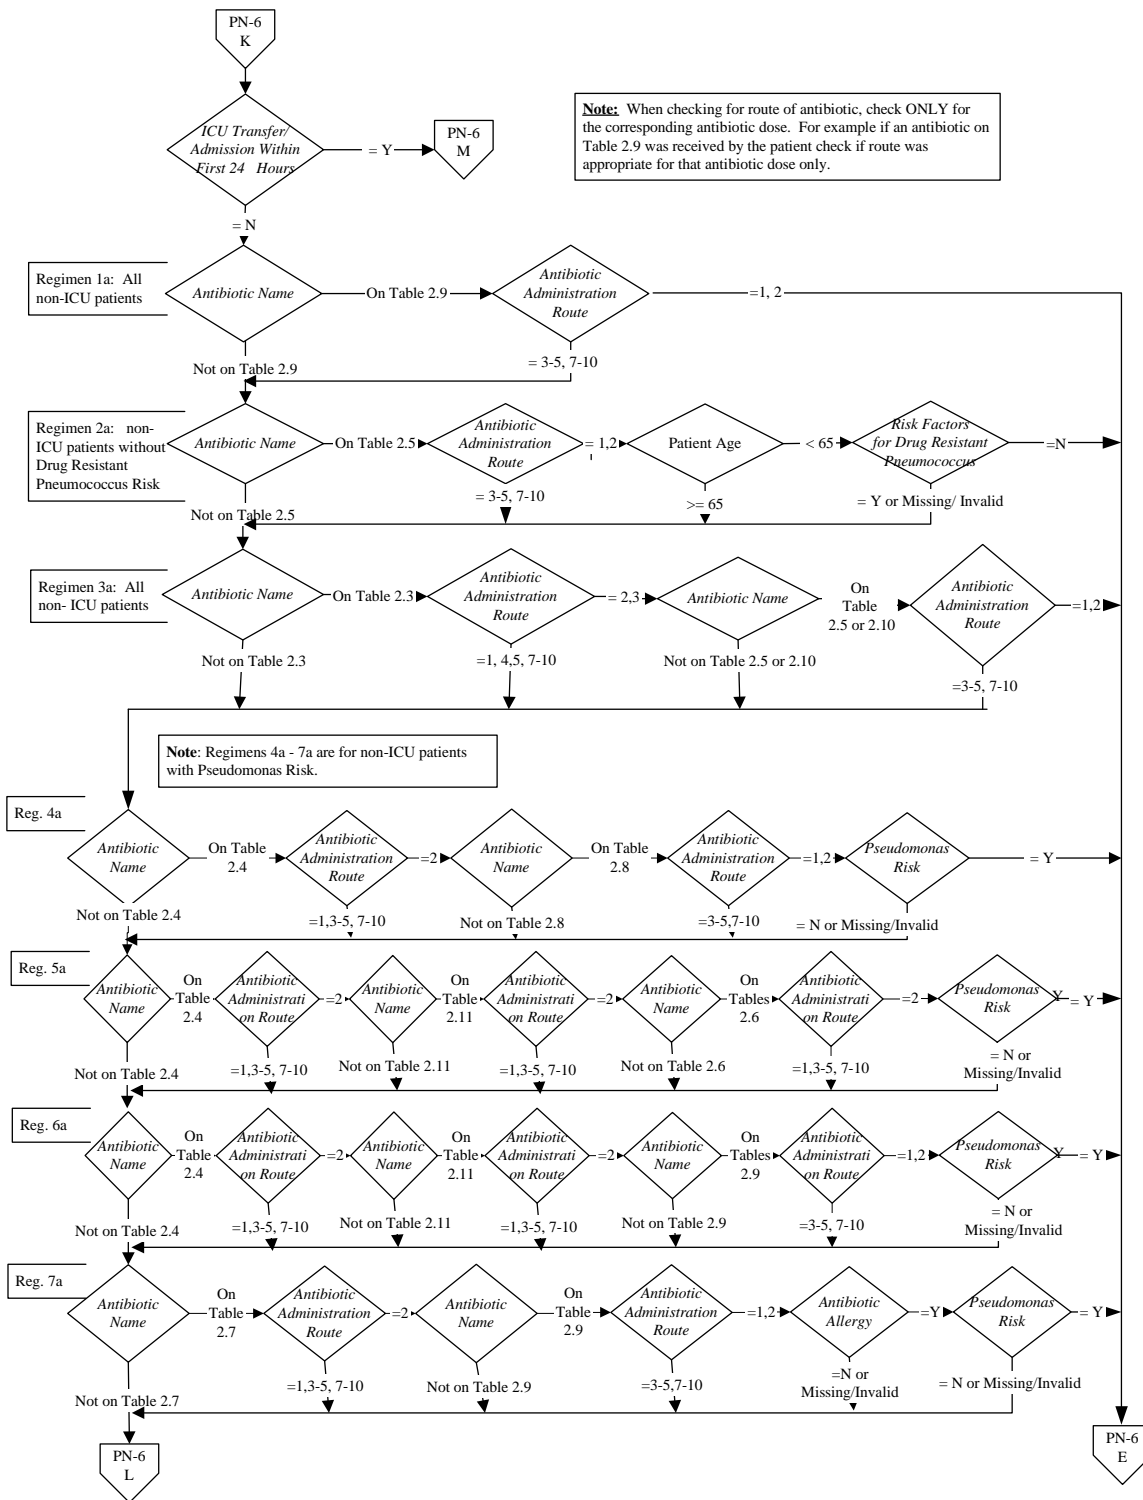 PN-6
K
ICU Transfer/
Admission Within
First 24 Hours
= Y
PN-6
M
Note: When checking for route of antibiotic, check ONLY for
the corresponding antibiotic dose. For example if an antibiotic on
Table 2.9 was received by the patient check if route was
appropriate for that antibiotic dose only.
= N
Regimen 1a: All
non-ICU patients
Antibiotic Name
On Table 2.9
Antibiotic
Administration
Route
=1, 2
Not on Table 2.9
= 3-5, 7-10
Regimen 2a: non-
ICU patients without
Drug Resistant
Pneumococcus Risk
Antibiotic Name
On Table 2.5
Antibiotic
Administration
Route
= 1,2
Patient Age
< 65
Risk Factors
for Drug Resistant
Pneumococcus
=N
Not on Table 2.5
= 3-5, 7-10
>= 65
= Y or Missing/ Invalid
Regimen 3a: All
non- ICU patients
Antibiotic Name
On Table 2.3
Antibiotic
Administration
Route
= 2,3
Antibiotic Name
On
Table
2.5 or 2.10
Antibiotic
Administration
Route
=1,2
Not on Table 2.3
=1, 4,5, 7-10
Not on Table 2.5 or 2.10
=3-5, 7-10
Note: Regimens 4a - 7a are for non-ICU patients
with Pseudomonas Risk.
Reg. 4a
Antibiotic
Name
On Table
2.4
Antibiotic
Administration
Route
=2
Antibiotic
Name
On Table
2.8
Antibiotic
Administration
Route
=1,2
Pseudomonas
Risk
= Y
Not on Table 2.4
=1,3-5, 7-10
Not on Table 2.8
=3-5,7-10
= N or Missing/Invalid
Reg. 5a
Antibiotic
Name
On
Table
2.4
Antibiotic
Administrati
on Route
=2
Antibiotic
Name
On
Table
2.11
Antibiotic
Administrati
on Route
=2
Antibiotic
Name
On
Tables
2.6
Antibiotic
Administrati
on Route
=2
Pseudomonas
Risk
Y
= Y
Not on Table 2.4
=1,3-5, 7-10
Not on Table 2.11
=1,3-5, 7-10
Not on Table 2.6
=1,3-5, 7-10
= N or
Missing/Invalid
Reg. 6a
Antibiotic
Name
On
Table
2.4
Antibiotic
Administrati
on Route
=2
Antibiotic
Name
On
Table
2.11
Antibiotic
Administrati
on Route
=2
Antibiotic
Name
On
Tables
2.9
Antibiotic
Administrati
on Route
=1,2
Pseudomonas
Risk
Y
= Y
Not on Table 2.4
=1,3-5, 7-10
Not on Table 2.11
=1,3-5, 7-10
Not on Table 2.9
=3-5, 7-10
= N or
Missing/Invalid
Reg. 7a
Antibiotic
Name
On
Table
2.7
Antibiotic
Administration
Route
=2
Antibiotic
Name
On
Table
2.9
Antibiotic
Administration
Route
=1,2
Antibiotic
Allergy
=Y
Pseudomonas
Risk
= Y
Not on Table 2.7
=1,3-5, 7-10
Not on Table 2.9
=3-5,7-10
=N or
Missing/Invalid
= N or Missing/Invalid
PN-6
L
PN-6
E